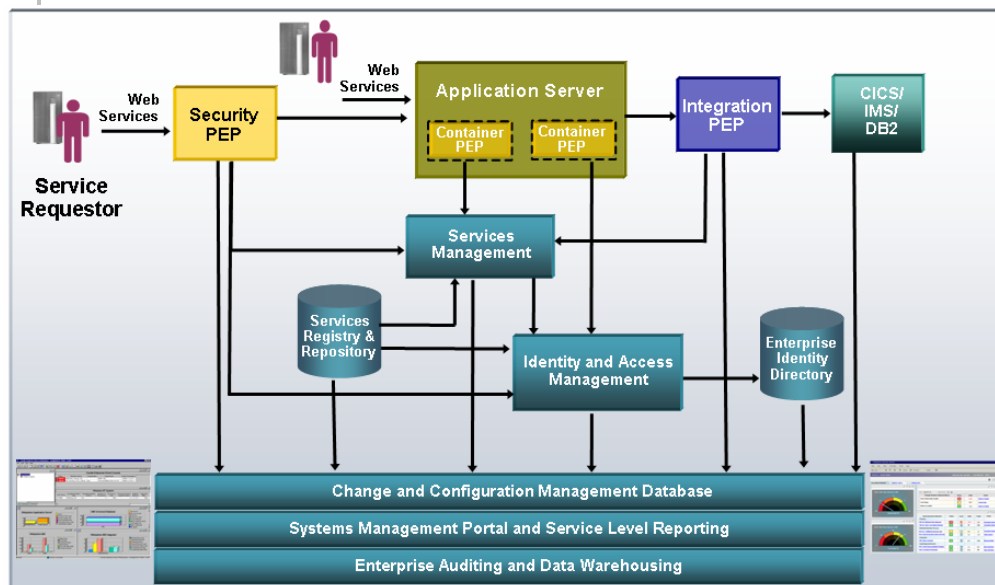 Web
Services
Service
Requestor
Security
PEP
Web
Services
Application Server
Container
PEP
Container
PEP
Integration
PEP
CICS/
IMS/
DB2
Services
Management
Services
Registry &
Repository
Identity and Access
Management
Enterprise
Identity
Directory
Change and Configuration Management Database
Systems Management Portal and Service Level Reporting
Enterprise Auditing and Data Warehousing